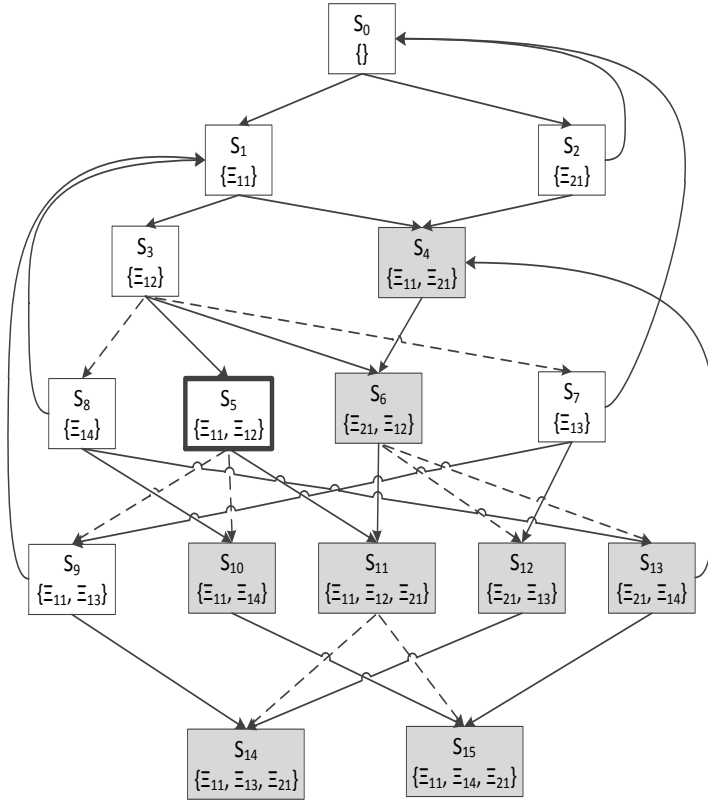 S₀
{}
S₁
{Ξ₁₁}
S₂
{Ξ₂₁}
S₃
{Ξ₁₂}
S₄
{Ξ₁₁, Ξ₂₁}
S₈
{Ξ₁₄}
S₅
{Ξ₁₁, Ξ₁₂}
S₆
{Ξ₂₁, Ξ₁₂}
S₇
{Ξ₁₃}
S₉
{Ξ₁₁, Ξ₁₃}
S₁₀
{Ξ₁₁, Ξ₁₄}
S₁₁
{Ξ₁₁, Ξ₁₂, Ξ₂₁}
S₁₂
{Ξ₂₁, Ξ₁₃}
S₁₃
{Ξ₂₁, Ξ₁₄}
S₁₄
{Ξ₁₁, Ξ₁₃, Ξ₂₁}
S₁₅
{Ξ₁₁, Ξ₁₄, Ξ₂₁}